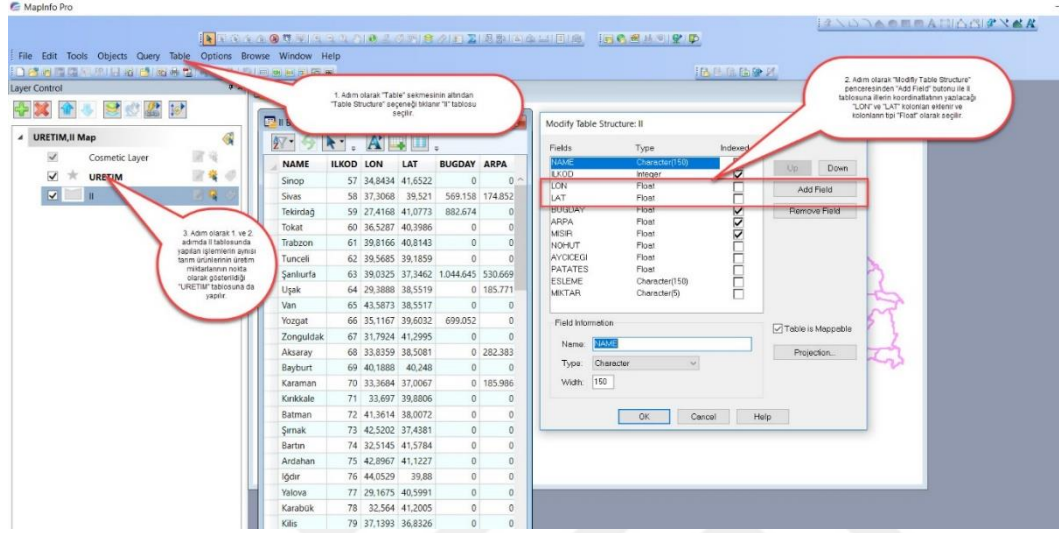 MapInfo Pro
File Edit Tools Objects Query Table Options Browse Window Help
Layer Control
1. Adım olarak "Table" sekmesinin altından
"Table Structure" seçeneği tıklanır "Il" tablosu
seçilir.
2. Adım olarak "Modifiy Table Structure"
penceresinden "Add Field" butonu ile il
tablosuna illerin koordinatlatının yazılacağı
"LON" ve "LAT" kolonları eklenir ve
kolonların tipi "Float" olarak seçilir.
URETIM,Il Map
Cosmetic Layer
URETIM
Il
3. Adım olarak 1. ve 2.
adımda Il tablosunda
yapılan işlemlerin aynısı
tarım ürünlerinin üretim
miktarlarının nokta
olarak gösterildiği
"URETIM" tablosuna da
yapılır.
NAME ILKOD LON LAT BUGDAY ARPA
Sinop 57 34,8434 41,6522 0 0
Sivas 58 37,3068 39,521 569.158 174.852
Tekirdağ 59 27,4168 41,0773 882.674 0
Tokat 60 36,5287 40,3986 0 0
Trabzon 61 39,8166 40,8143 0 0
Tunceli 62 39,5685 39,1859 0 0
Şanlıurfa 63 39,0325 37,3462 1.044.645 530.669
Uşak 64 29,3888 38,5519 0 185.771
Van 65 43,5873 38,5517 0 0
Yozgat 66 35,1167 39,6032 699.052 0
Zonguldak 67 31,7924 41,2995 0 0
Aksaray 68 33,8359 38,5081 0 282.383
Bayburt 69 40,1888 40,248 0 0
Karaman 70 33,3684 37,0067 0 185.986
Kırıkkale 71 33,697 39,8806 0 0
Batman 72 41,3614 38,0072 0 0
Şırnak 73 42,5202 37,4381 0 0
Bartın 74 32,5145 41,5784 0 0
Ardahan 75 42,8967 41,1227 0 0
Iğdır 76 44,0529 39,88 0 0
Yalova 77 29,1675 40,5991 0 0
Karabük 78 32,564 41,2005 0 0
Kilis 79 37,1393 36,8326 0 0
Modify Table Structure: Il
Fields Type Indexed
NAME Character(150)
ILKOD Integer
LON Float
LAT Float
BUGDAY Float
ARPA Float
MISIR Float
NOHUT Float
AYCICEGI Float
PATATES Float
ESLEME Character(150)
MIKTAR Character(5)
Up Down
Add Field
Remove Field
Field Information
Name: NAME
Type: Character
Width: 150
Table is Mappable
Projection...
OK Cancel Help